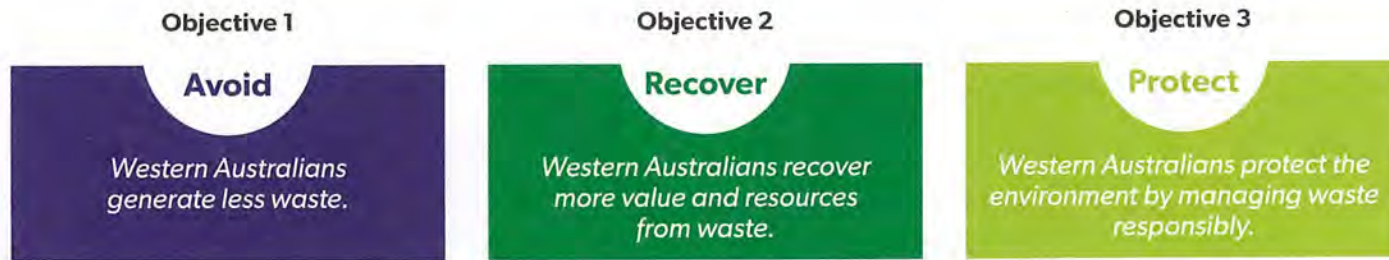 Objective 1
Avoid
Western Australians
generate less waste.
Objective 2
Recover
Western Australians recover
more value and resources
from waste.
Objective 3
Protect
Western Australians protect the
environment by managing waste
responsibly.